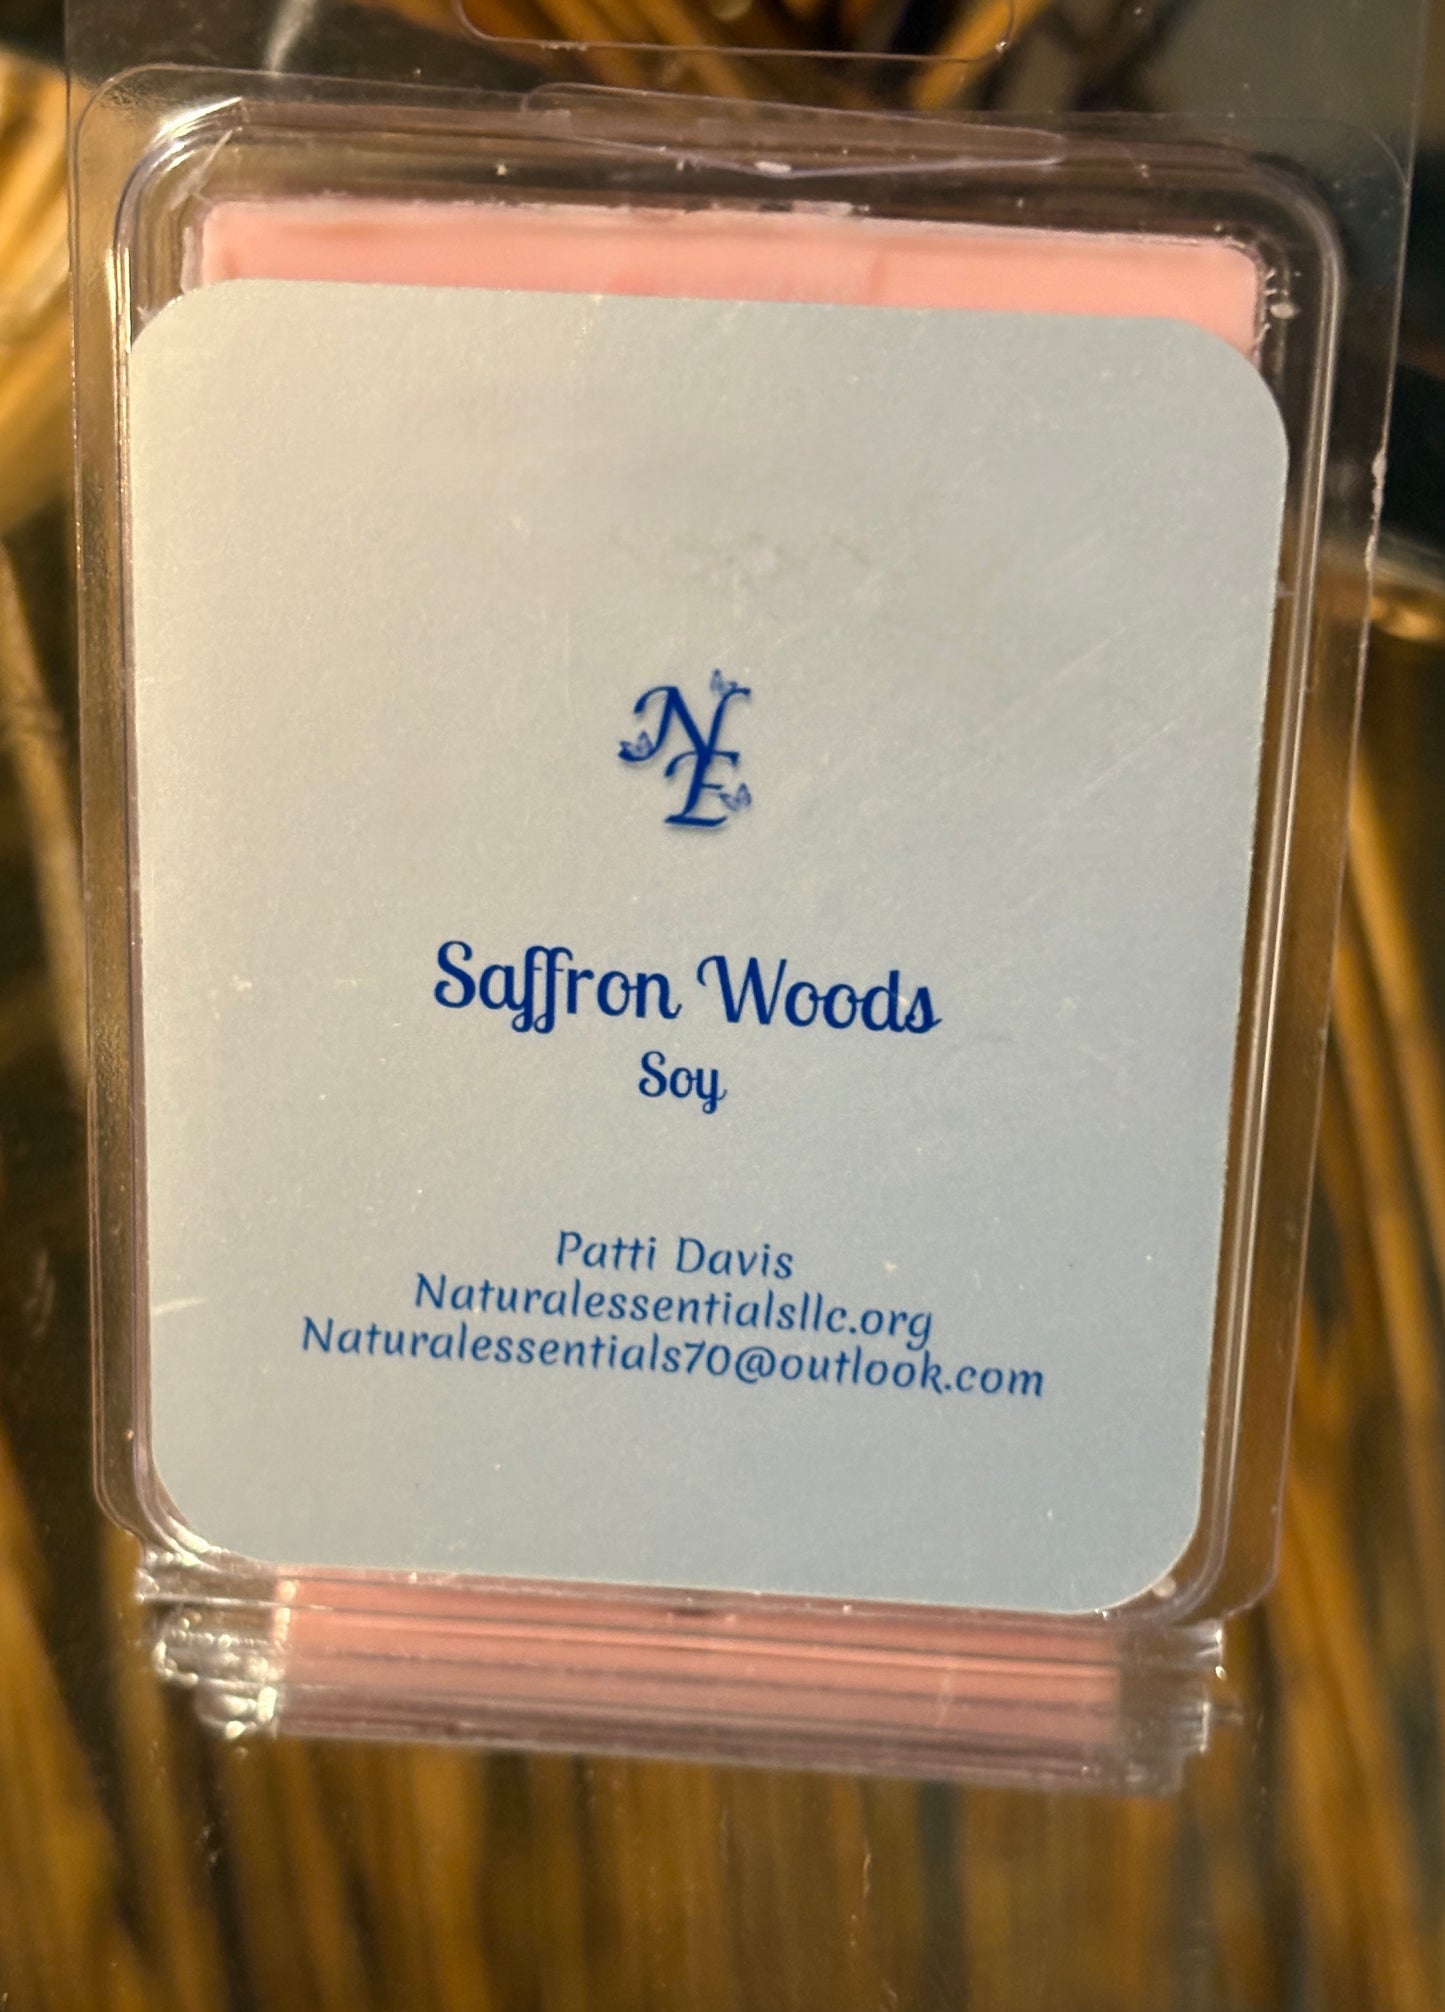 NE
Saffron Woods
Soy
Patti Davis
Naturalessentialsllc.org
Naturalessentials70@outlook.com